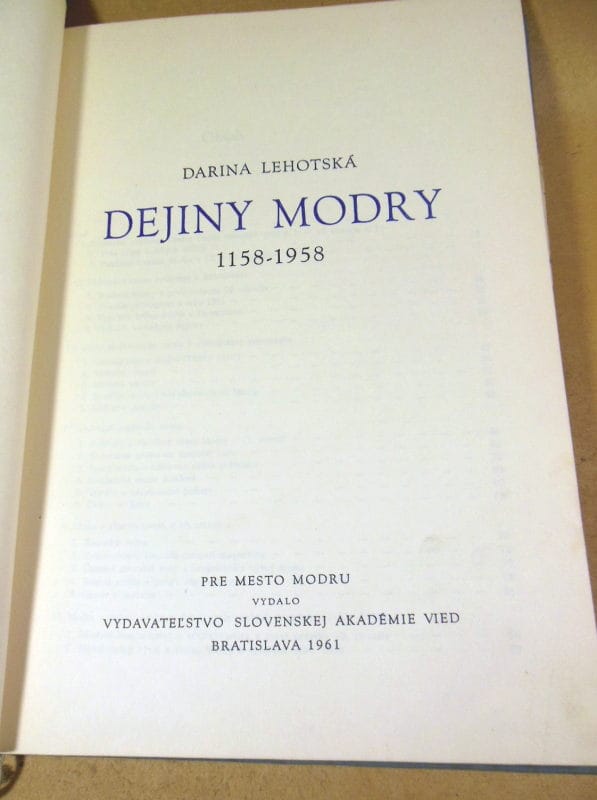 DARINA LEHOTSKÁ
DEJINY MODRY
1158-1958
PRE MESTO MODRU
VYDALO
VYDAVATEĽSTVO SLOVENSKEJ AKADÉMIE VIED
BRATISLAVA 1961